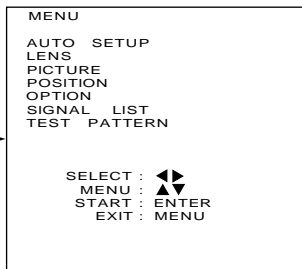 MENU
AUTO SETUP
LENS
PICTURE
POSITION
OPTION
SIGNAL LIST
TEST PATTERN
SELECT : ◀▶
MENU : ▲▼
START : ENTER
EXIT : MENU